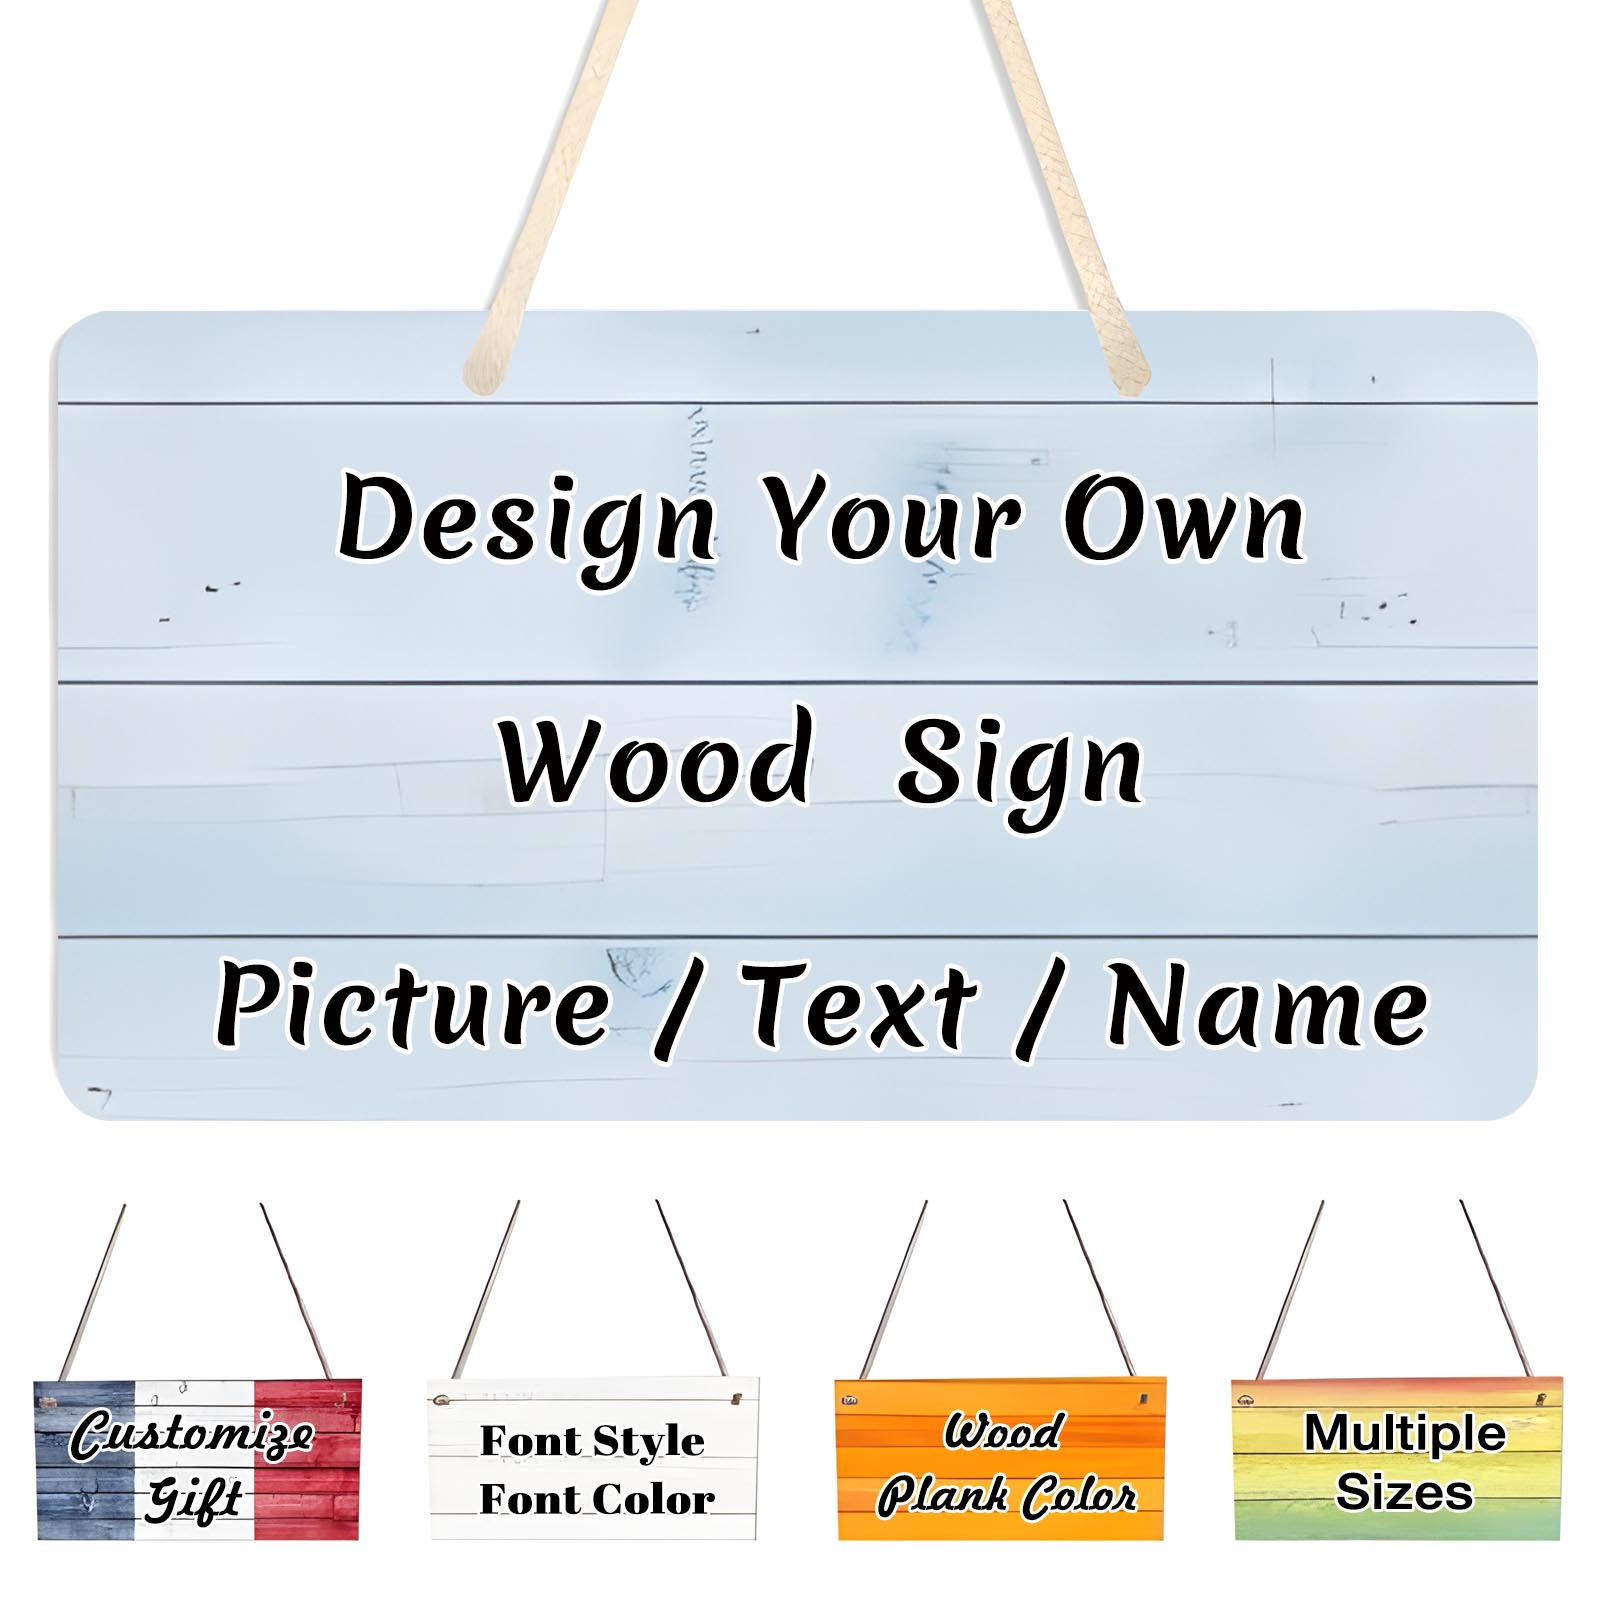 Design Your Own
Wood Sign
Picture / Text / Name
Customize
Gift
Font Style
Font Color
Wood
Plank Color
Multiple
Sizes